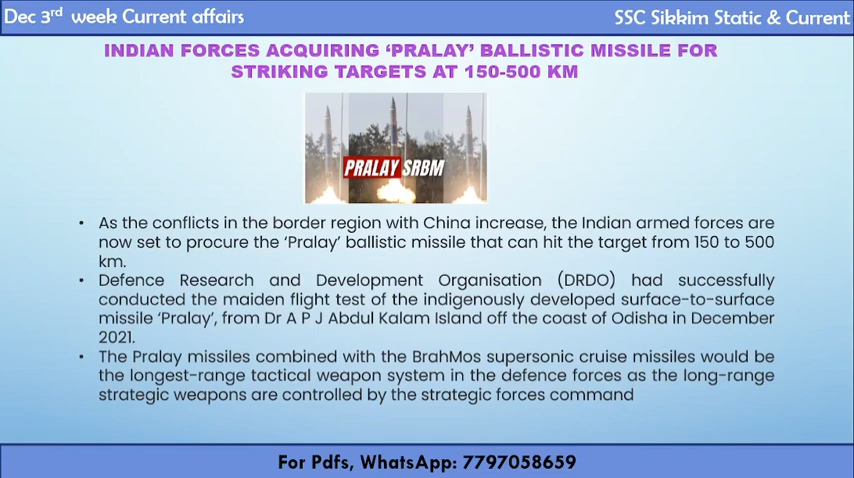 Dec 3rd week Current affairs
SSC Sikkim Static & Current
INDIAN FORCES ACQUIRING ‘PRALAY’ BALLISTIC MISSILE FOR
STRIKING TARGETS AT 150-500 KM
PRALAY SRBM
• As the conflicts in the border region with China increase, the Indian armed forces are
now set to procure the ‘Pralay’ ballistic missile that can hit the target from 150 to 500
km.
• Defence Research and Development Organisation (DRDO) had successfully
conducted the maiden flight test of the indigenously developed surface-to-surface
missile ‘Pralay’, from Dr A P J Abdul Kalam Island off the coast of Odisha in December
2021.
• The Pralay missiles combined with the BrahMos supersonic cruise missiles would be
the longest-range tactical weapon system in the defence forces as the long-range
strategic weapons are controlled by the strategic forces command
For Pdfs, WhatsApp: 7797058659